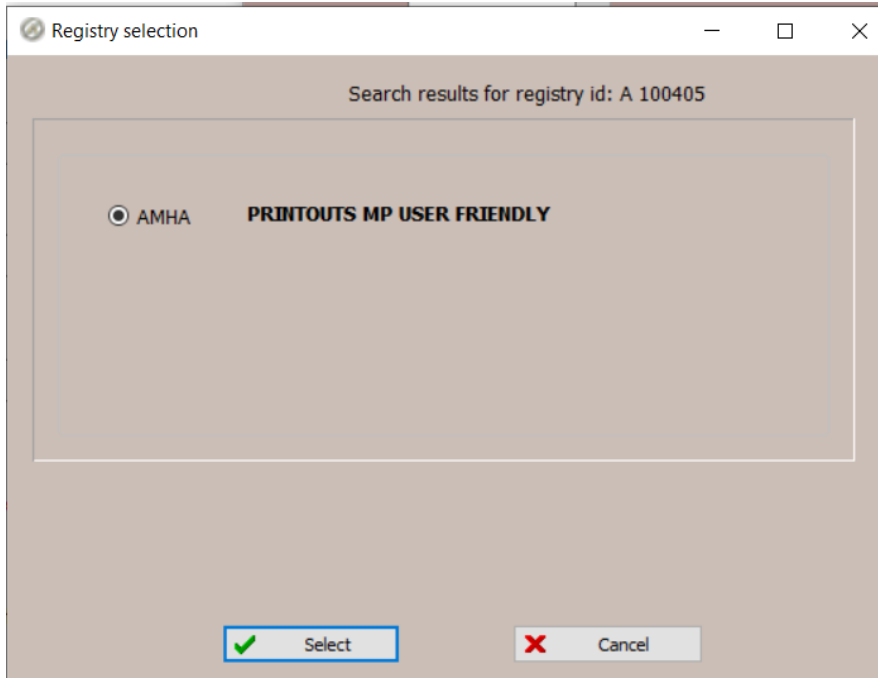 Registry selection
Search results for registry id: A 100405
AMHA PRINTOUTS MP USER FRIENDLY
Select Cancel